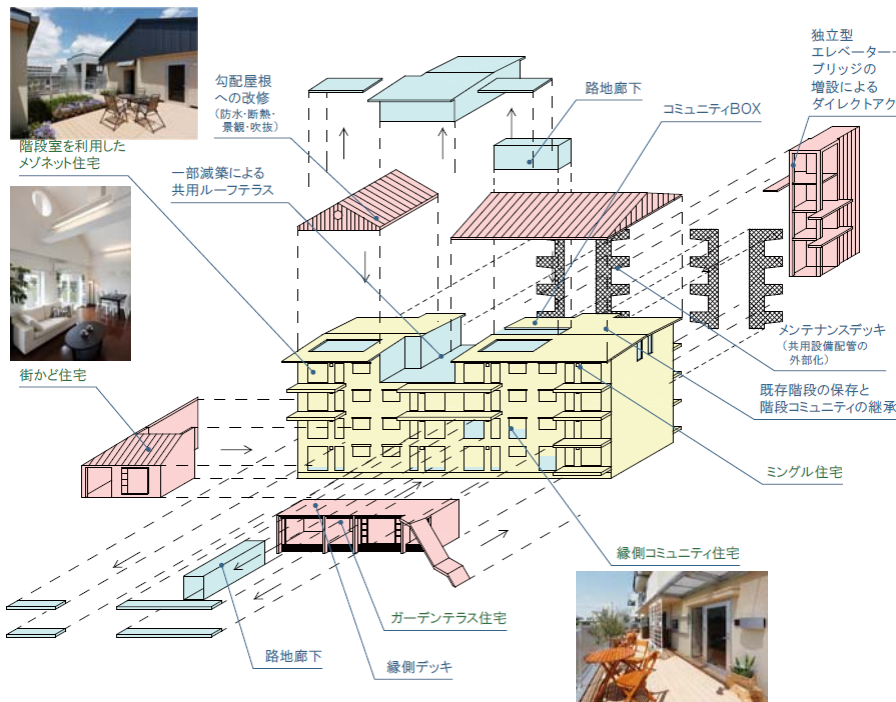 独立型
エレベーター
ブリッジの
増設による
ダイレクトアク
勾配屋根
への改修
（防水・断熱・
景観・吹抜）
路地廊下
コミュニティBOX
階段室を利用した
メゾネット住宅
一部減築による
共用ルーフテラス
メンテナンスデッキ
（共用設備配管の
外部化）
街かど住宅
既存階段の保存と
階段コミュニティの継承
ミングル住宅
縁側コミュニティ住宅
ガーデンテラス住宅
路地廊下
縁側デッキ